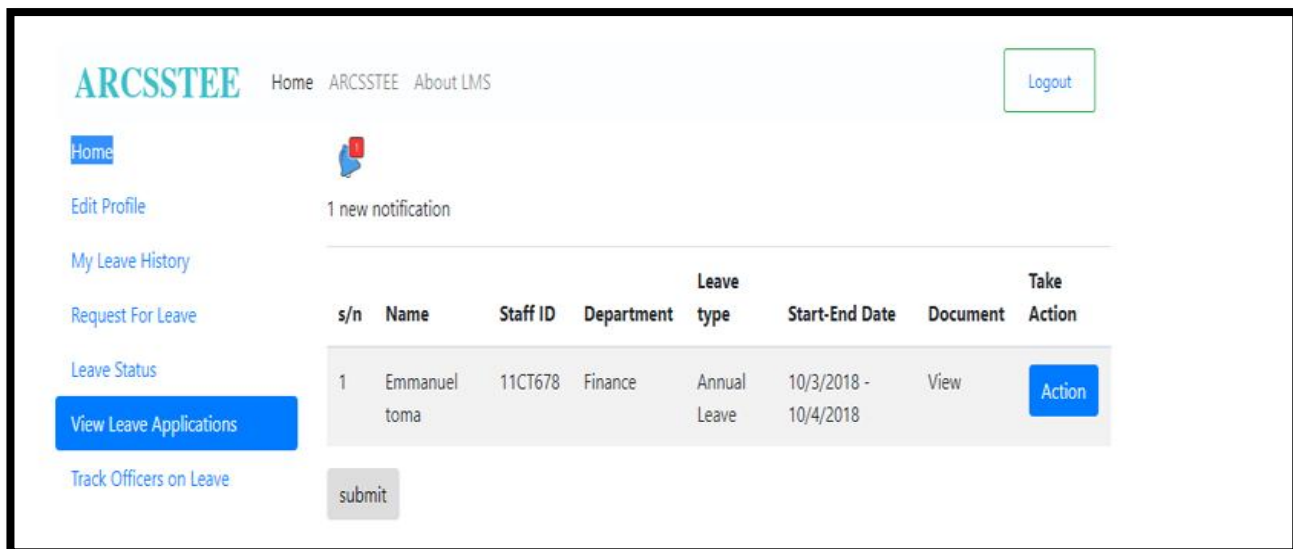 ARCSSTEE Home ARCSSTEE About LMS Logout
Home
Edit Profile
My Leave History
Request For Leave
Leave Status
View Leave Applications
Track Officers on Leave
1 new notification
s/n Name Staff ID Department Leave type Start-End Date Document Take Action
1 Emmanuel toma 11CT678 Finance Annual Leave 10/3/2018 - 10/4/2018 View Action
submit